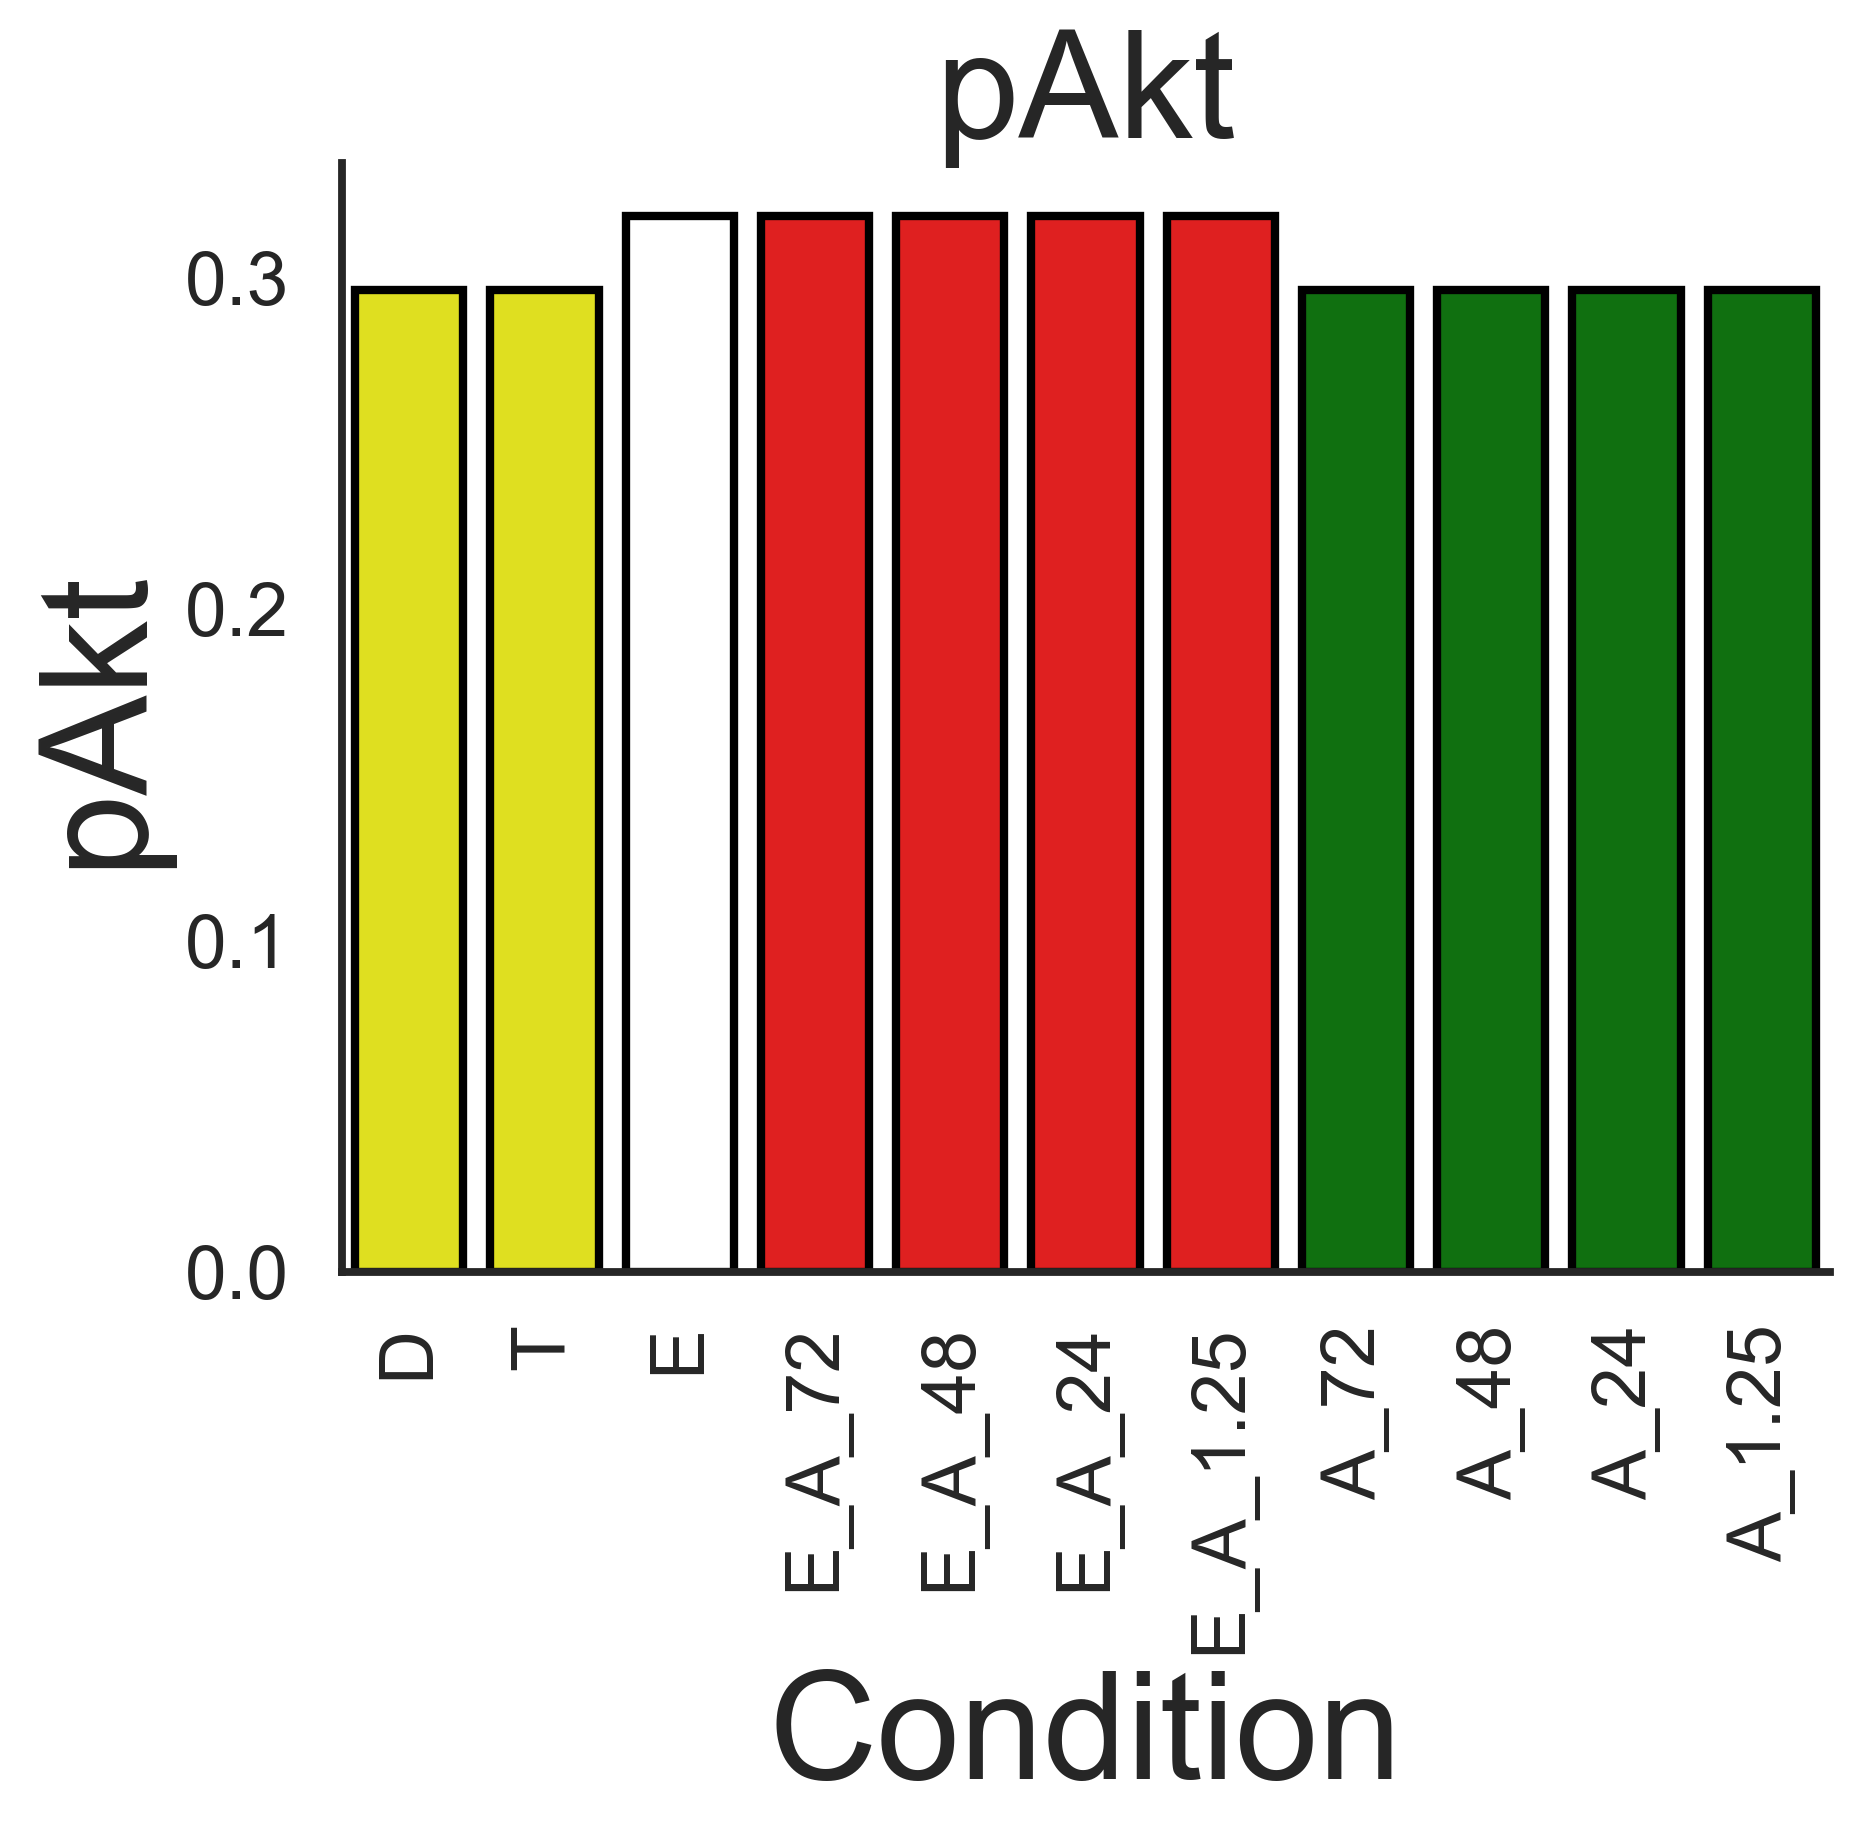 pAkt
pAkt
0.3
0.2
0.1
0.0
D
T
E
E_A_72
E_A_48
E_A_24
E_A_1.25
A_72
A_48
A_24
A_1.25
Condition